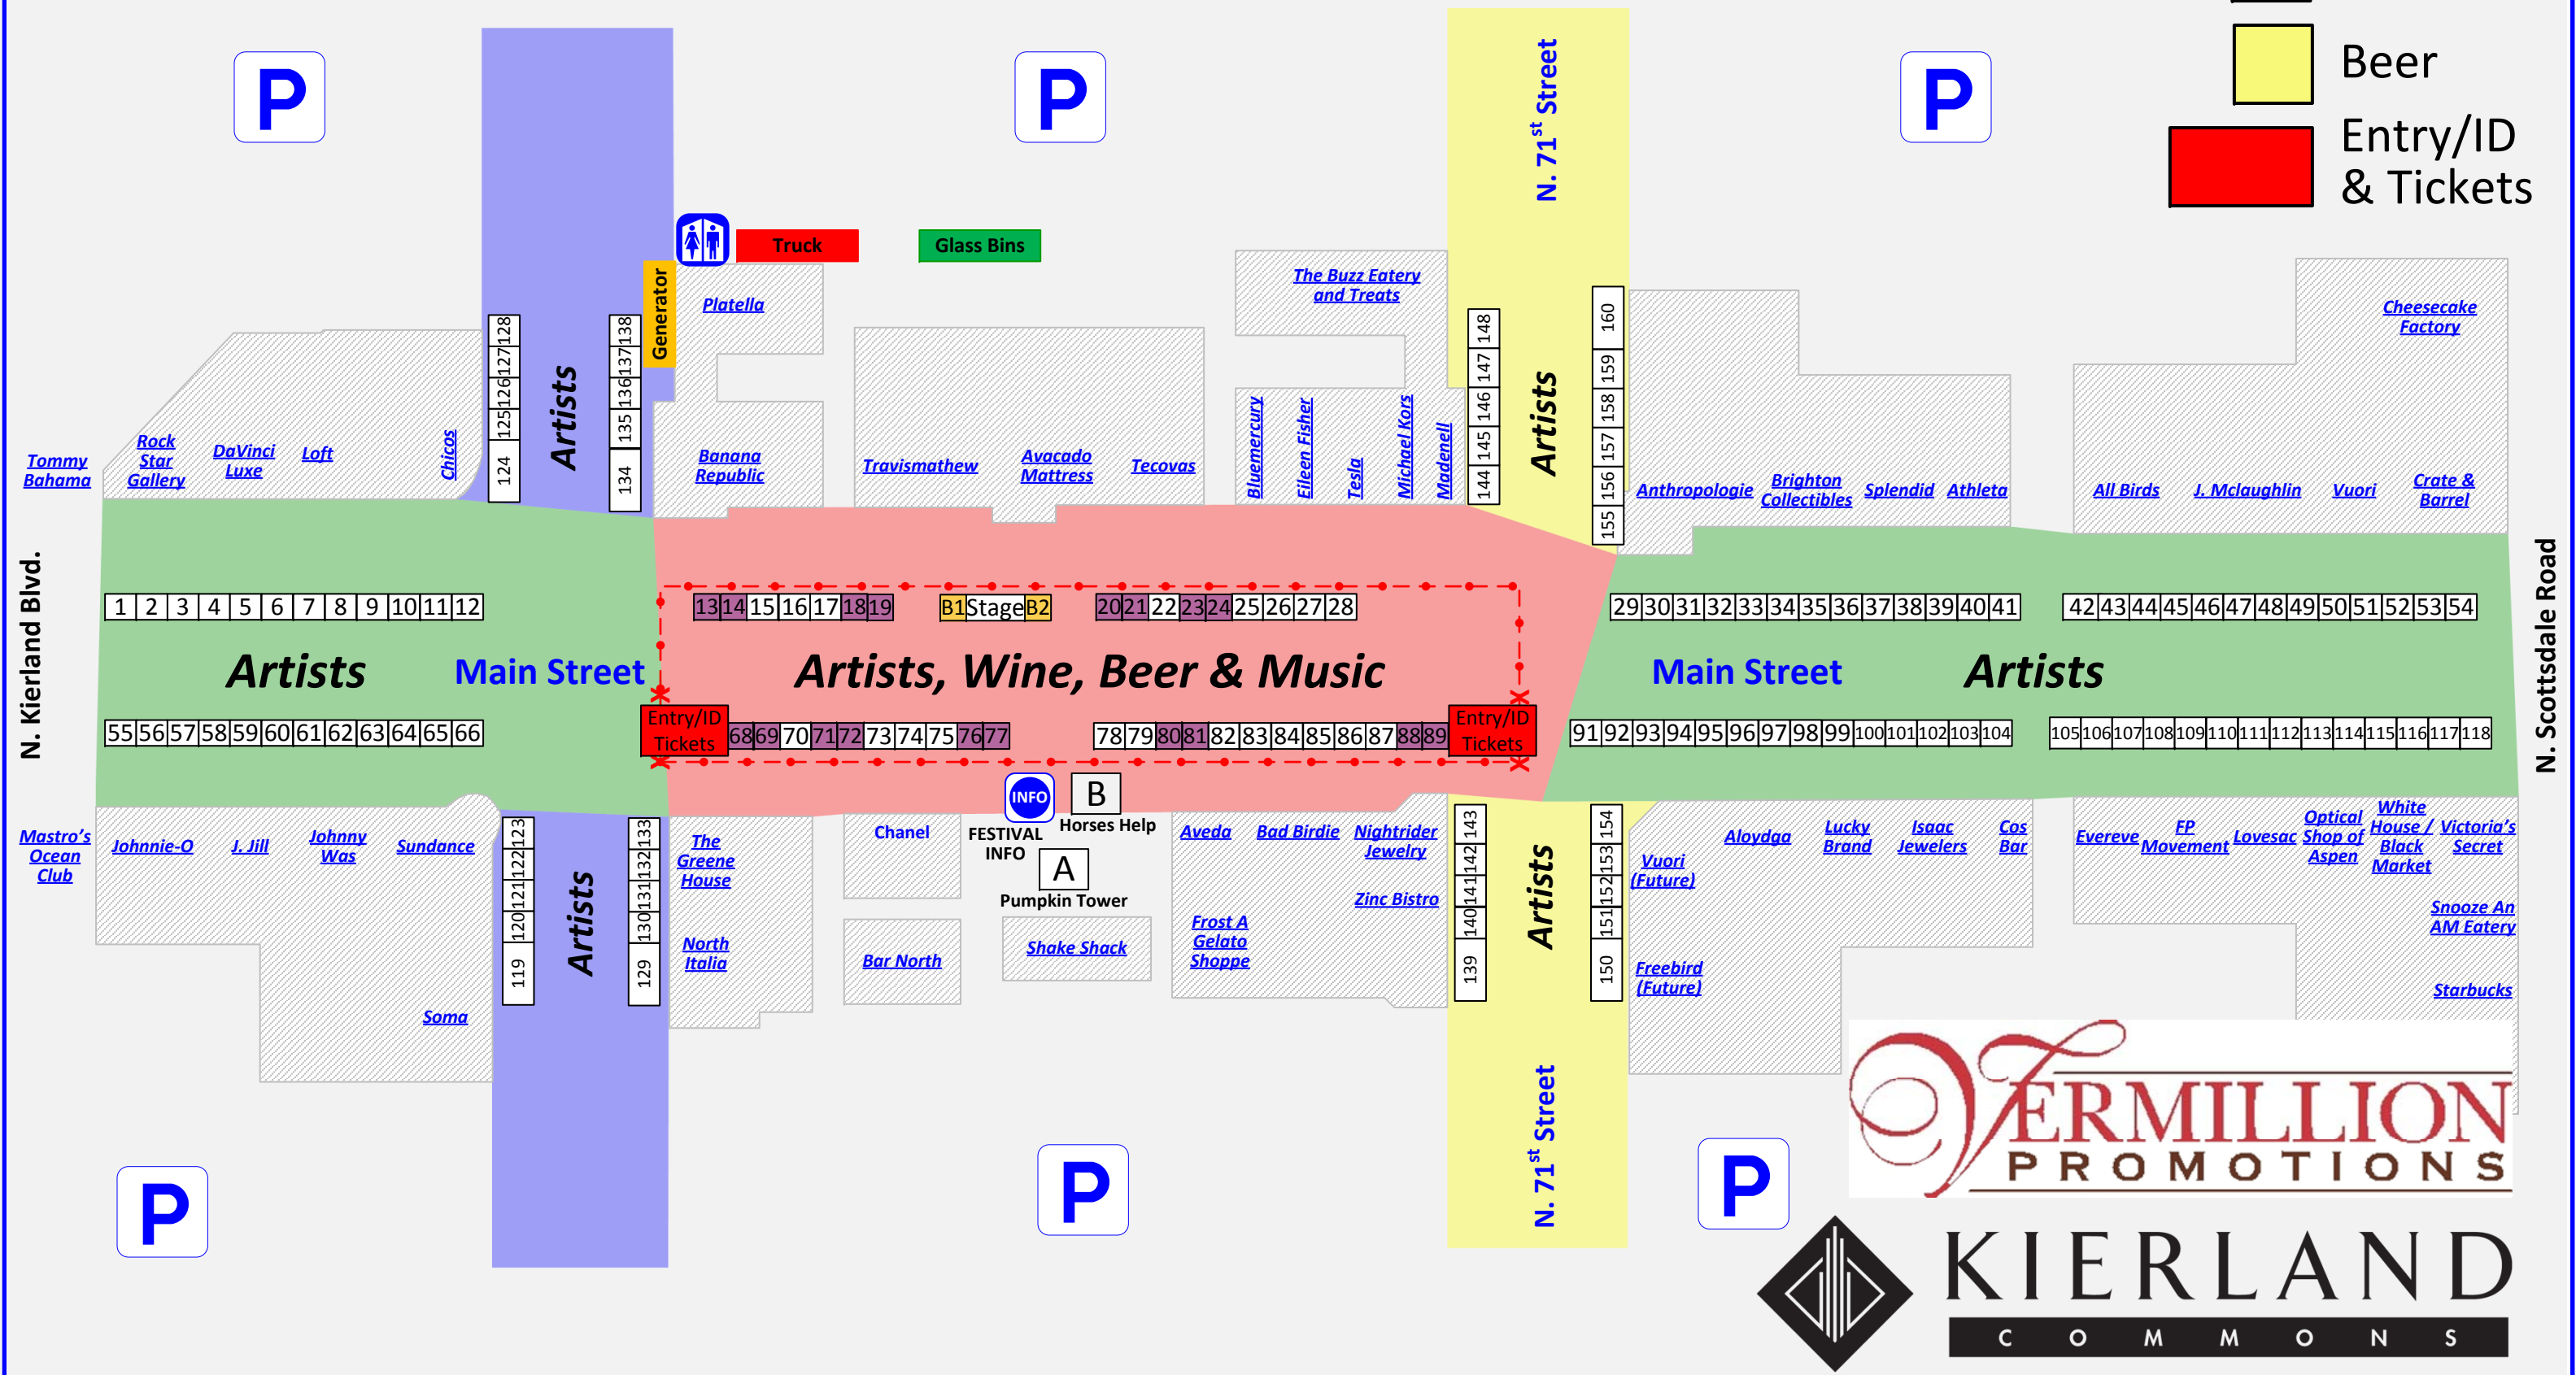 P
P
P
N. 71st Street
Beer
Entry/ID
& Tickets
Truck
Glass Bins
Generator
Platella
The Buzz Eatery
and Treats
Cheesecake
Factory
128
127
126
125
124
Artists
138
137
136
135
134
148
147
146
145
144
Artists
160
159
158
157
156
155
Tommy
Bahama
Rock
Star
Gallery
DaVinci
Luxe
Loft
Chicos
Banana
Republic
Travismathew
Avacado
Mattress
Tecovas
Bluemercury
Eileen Fisher
Tesla
Michael Kors
Madenell
Anthropologie
Brighton
Collectibles
Splendid
Athleta
All Birds
J. Mclaughlin
Vuori
Crate &
Barrel
N. Kierland Blvd.
1 2 3 4 5 6 7 8 9 10 11 12
13 14 15 16 17 18 19
B1 Stage B2
20 21 22 23 24 25 26 27 28
29 30 31 32 33 34 35 36 37 38 39 40 41
42 43 44 45 46 47 48 49 50 51 52 53 54
N. Scottsdale Road
Artists
Main Street
Artists, Wine, Beer & Music
Main Street
Artists
55 56 57 58 59 60 61 62 63 64 65 66
Entry/ID
Tickets
68 69 70 71 72 73 74 75 76 77
78 79 80 81 82 83 84 85 86 87 88 89
Entry/ID
Tickets
91 92 93 94 95 96 97 98 99 100 101 102 103 104
105 106 107 108 109 110 111 112 113 114 115 116 117 118
INFO
FESTIVAL
INFO
B
Horses Help
A
Pumpkin Tower
Mastro's
Ocean
Club
Johnnie-O
J. Jill
Johnny
Was
Sundance
Soma
123
122
121
120
119
Artists
133
132
131
130
129
The
Greene
House
North
Italia
Chanel
Bar North
Shake Shack
Aveda
Bad Birdie
Nightrider
Jewelry
Zinc Bistro
Frost A
Gelato
Shoppe
143
142
141
140
139
Artists
154
153
152
151
150
Vuori
(Future)
Aloydga
Lucky
Brand
Isaac
Jewelers
Cos
Bar
Freebird
(Future)
Evereve
FP
Movement
Lovesac
Optical
Shop of
Aspen
White
House /
Black
Market
Victoria's
Secret
Snooze An
AM Eatery
Starbucks
P
P
N. 71st Street
P
VERMILLION
PROMOTIONS
KIERLAND
COMMONS